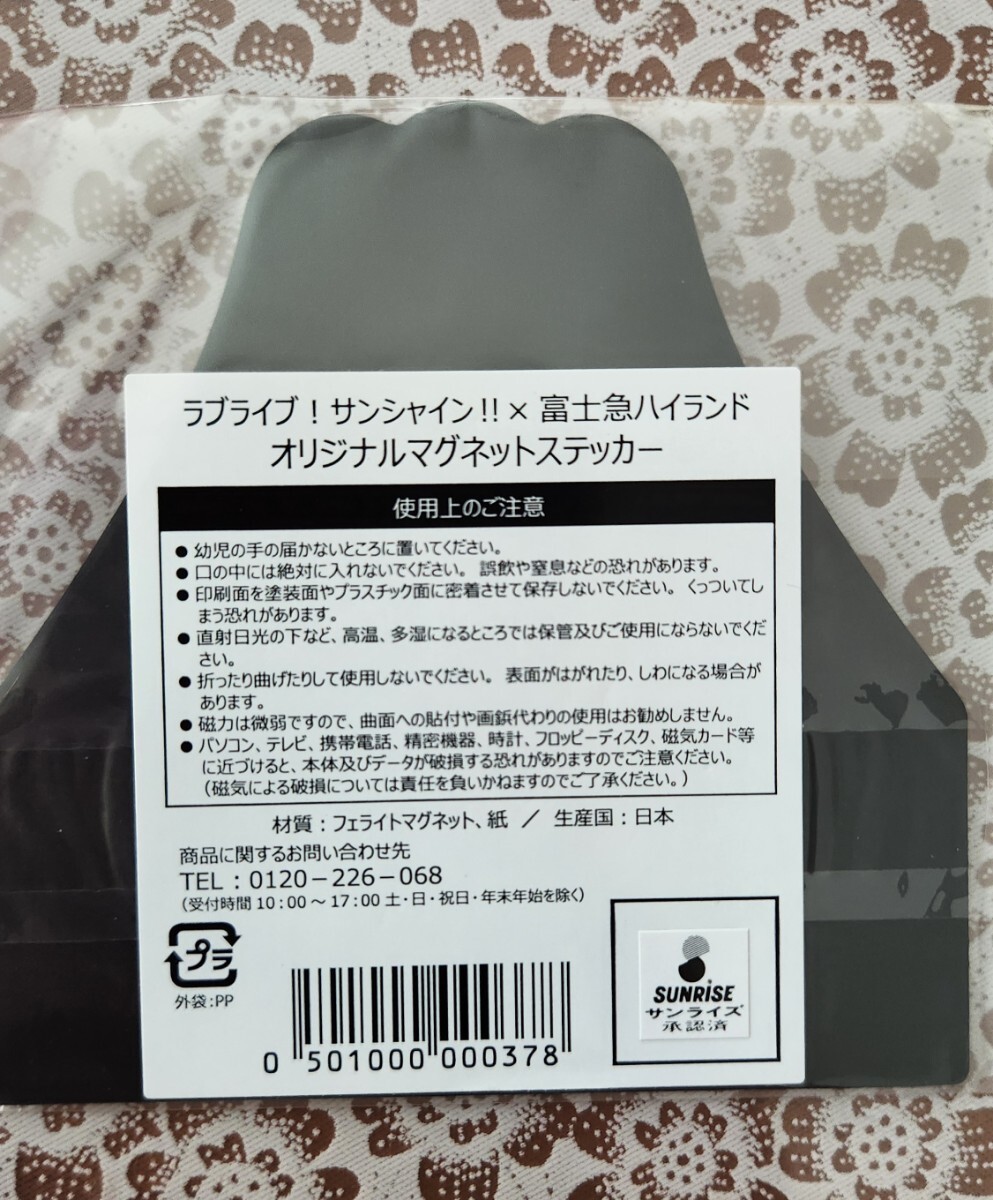 ラブライブ！サンシャイン!!×富士急ハイランド
オリジナルマグネットステッカー
使用上のご注意
● 幼児の手の届かないところに置いてください。
● 口の中には絶対に入れないでください。 誤飲や窒息などの恐れがあります。
● 印刷面を塗装面やプラスチック面に密着させて保存しないでください。 くっついてし
まう恐れがあります。
● 直射日光の下など、高温、多湿になるところでは保管及びご使用にならないでくだ
さい。
● 折ったり曲げたりして使用しないでください。 表面がはがれたり、しわになる場合が
あります。
● 磁力は微弱ですので、曲面への貼付や画鋲代わりの使用はお勧めしません。
● パソコン、テレビ、携帯電話、精密機器、時計、フロッピーディスク、磁気カード等
に近づけると、本体及びデータが破損する恐れがありますのでご注意ください。
（磁気による破損については責任を負いかねますのでご了承ください。）
材質：フェライトマグネット、紙 ／ 生産国：日本
商品に関するお問い合わせ先
TEL：0120－226－068
（受付時間10：00～17：00 土・日・祝日・年末年始を除く）
プラ
外袋：PP
0 501000 000378
SUNRISE
サンライズ
承認済